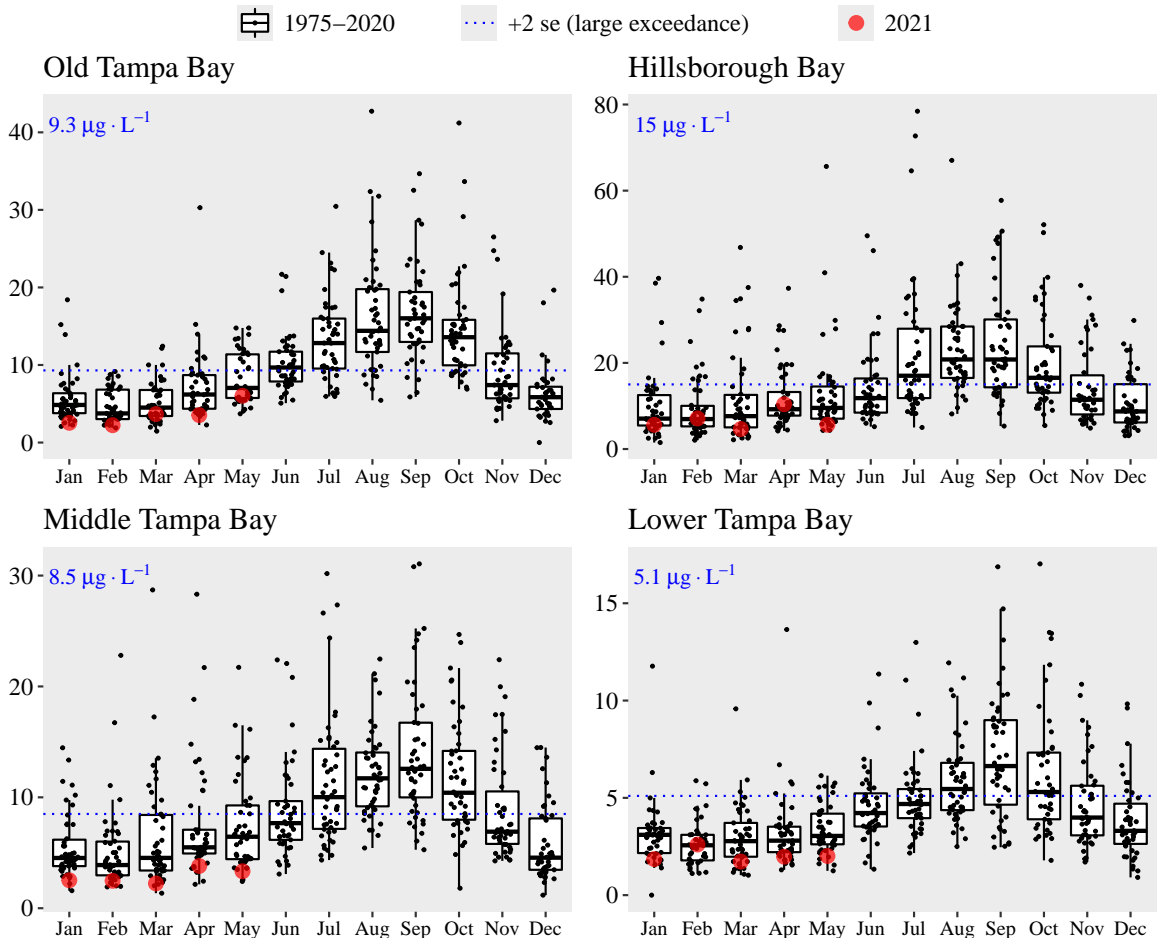 1975–2020 +2 se (large exceedance) 2021
Old Tampa Bay
9.3 μg · L⁻¹
40
30
20
10
0
Jan Feb Mar Apr May Jun Jul Aug Sep Oct Nov Dec
Hillsborough Bay
15 μg · L⁻¹
80
60
40
20
0
Jan Feb Mar Apr May Jun Jul Aug Sep Oct Nov Dec
Middle Tampa Bay
8.5 μg · L⁻¹
30
20
10
0
Jan Feb Mar Apr May Jun Jul Aug Sep Oct Nov Dec
Lower Tampa Bay
5.1 μg · L⁻¹
15
10
5
0
Jan Feb Mar Apr May Jun Jul Aug Sep Oct Nov Dec